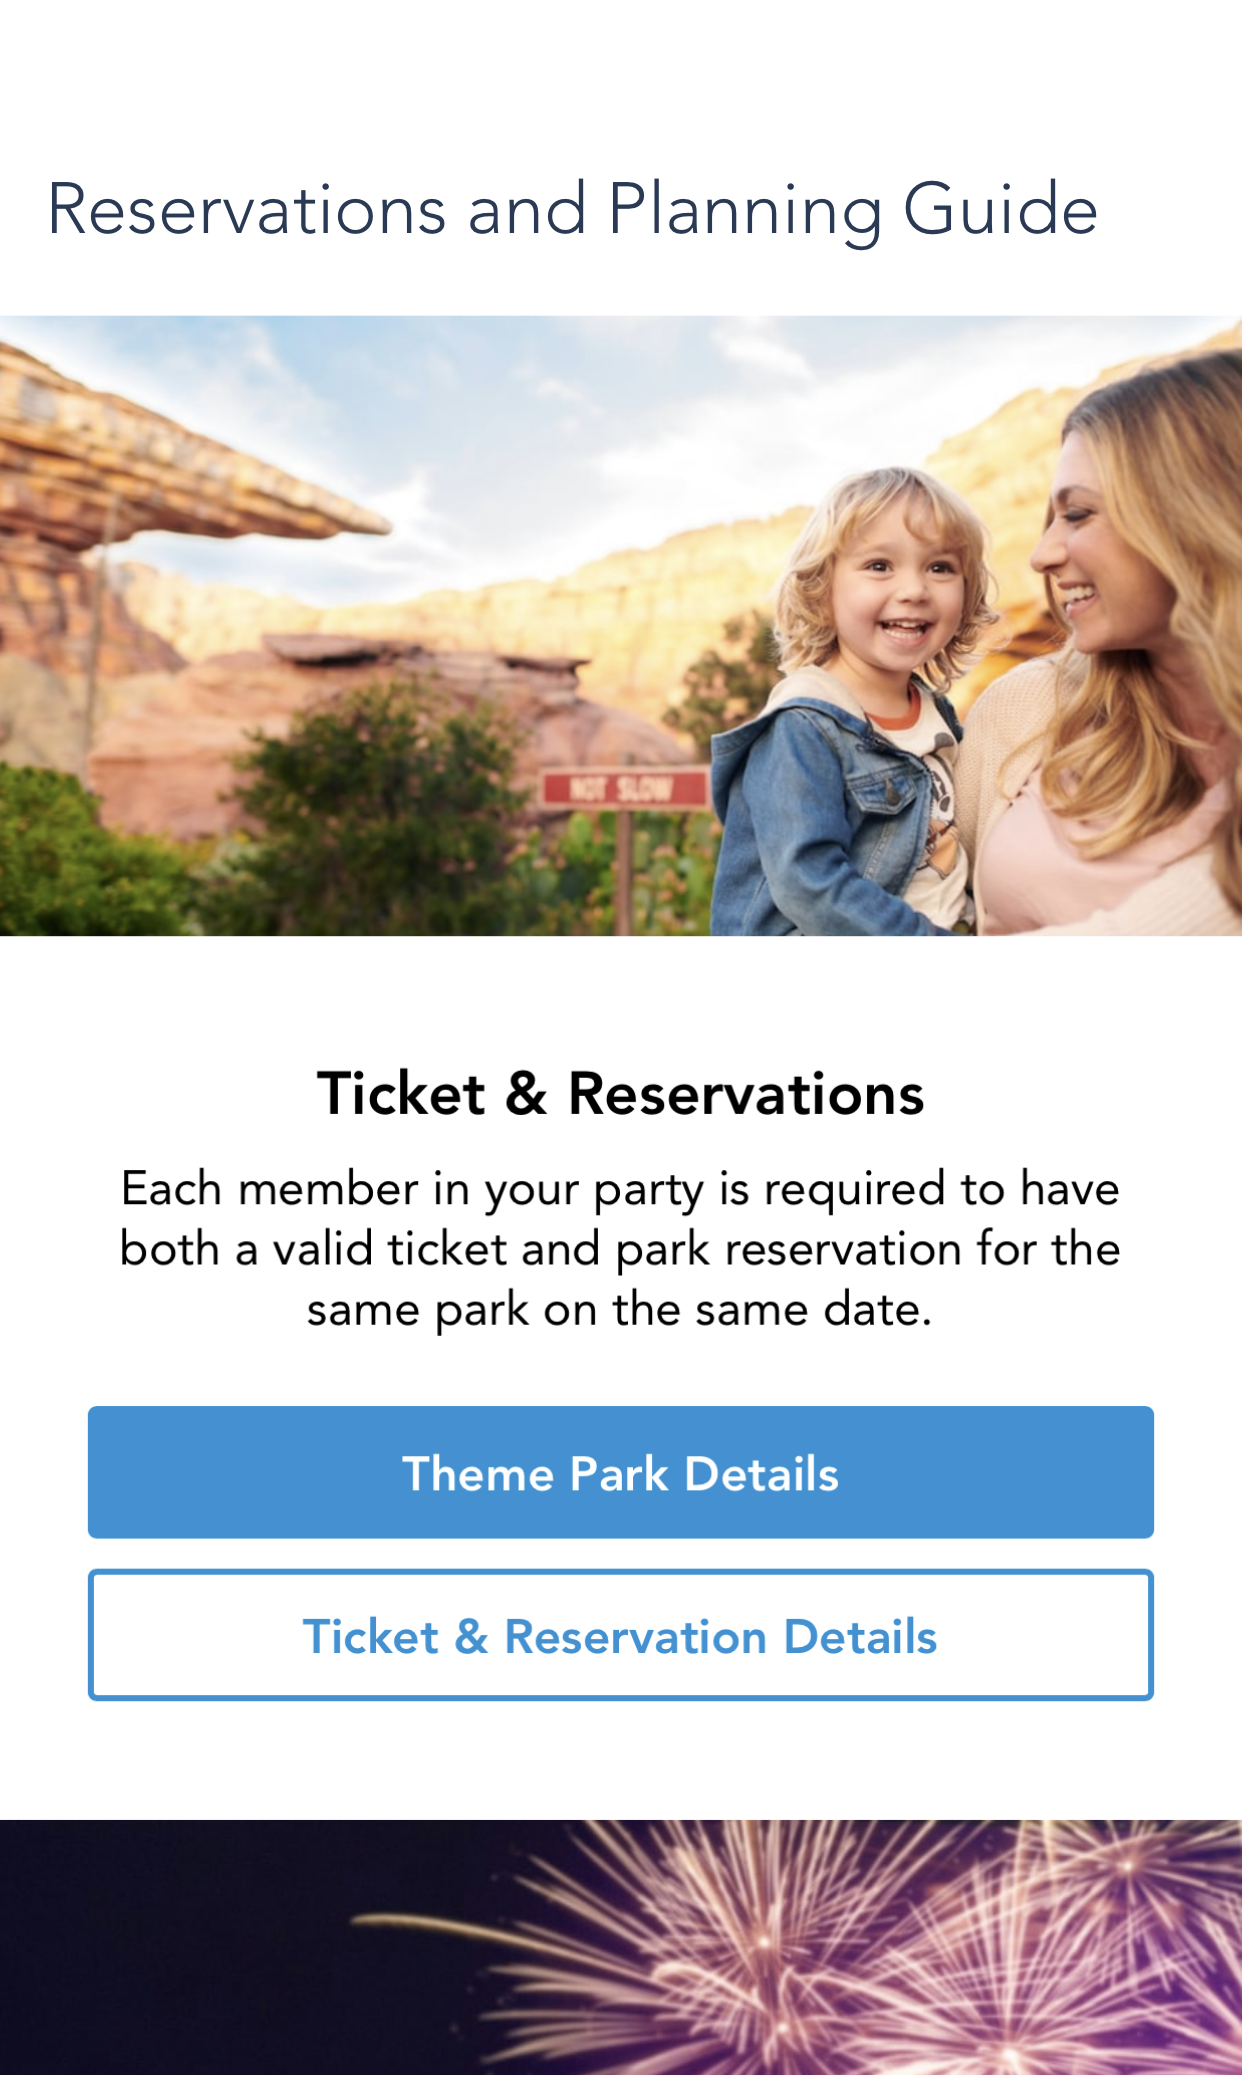 Reservations and Planning Guide
NOT SLOW
Ticket & Reservations
Each member in your party is required to have
both a valid ticket and park reservation for the
same park on the same date.
Theme Park Details
Ticket & Reservation Details